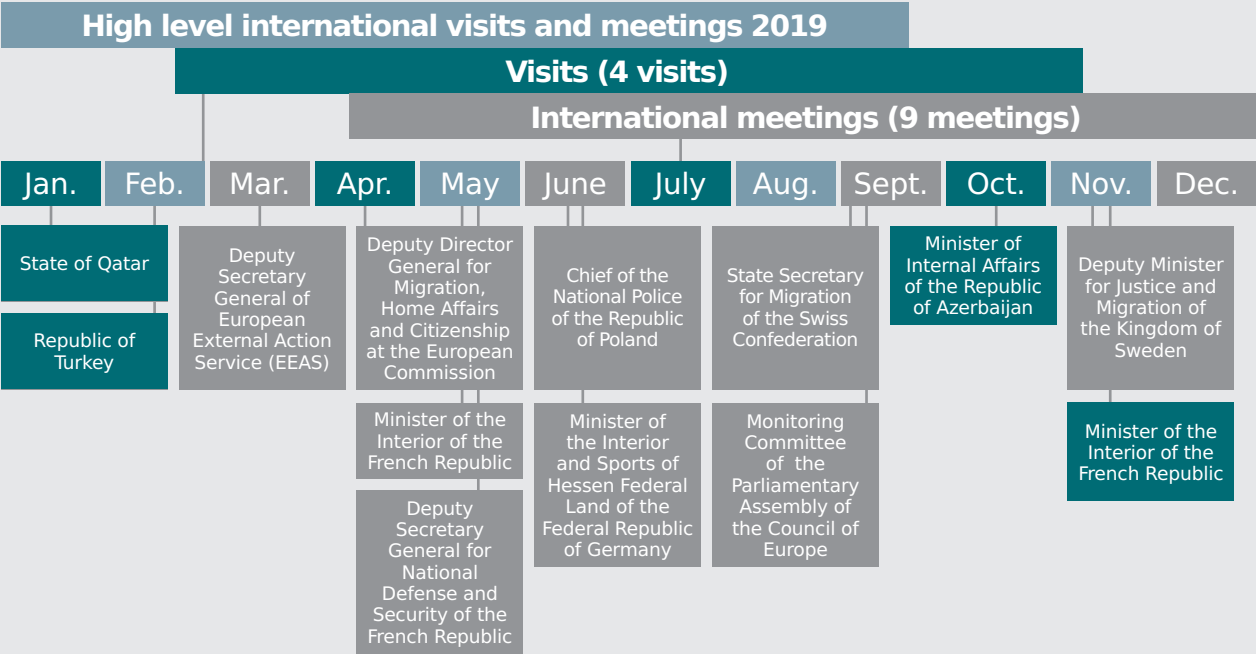 High level international visits and meetings 2019
Visits (4 visits)
International meetings (9 meetings)
Jan.
Feb.
Mar.
Apr.
May
June
July
Aug.
Sept.
Oct.
Nov.
Dec.
State of Qatar
Republic of
Turkey
Deputy
Secretary
General of
European
External Action
Service (EEAS)
Deputy Director
General for
Migration,
Home Affairs
and Citizenship
at the European
Commission
Minister of the
Interior of the
French Republic
Deputy
Secretary
General for
National
Defense and
Security of the
French Republic
Chief of the
National Police
of the Republic
of Poland
Minister of
the Interior
and Sports of
Hessen Federal
Land of the
Federal Republic
of Germany
State Secretary
for Migration
of the Swiss
Confederation
Monitoring
Committee
of the
Parliamentary
Assembly of
the Council of
Europe
Minister of
Internal Affairs
of the Republic
of Azerbaijan
Deputy Minister
for Justice and
Migration of
the Kingdom of
Sweden
Minister of the
Interior of the
French Republic